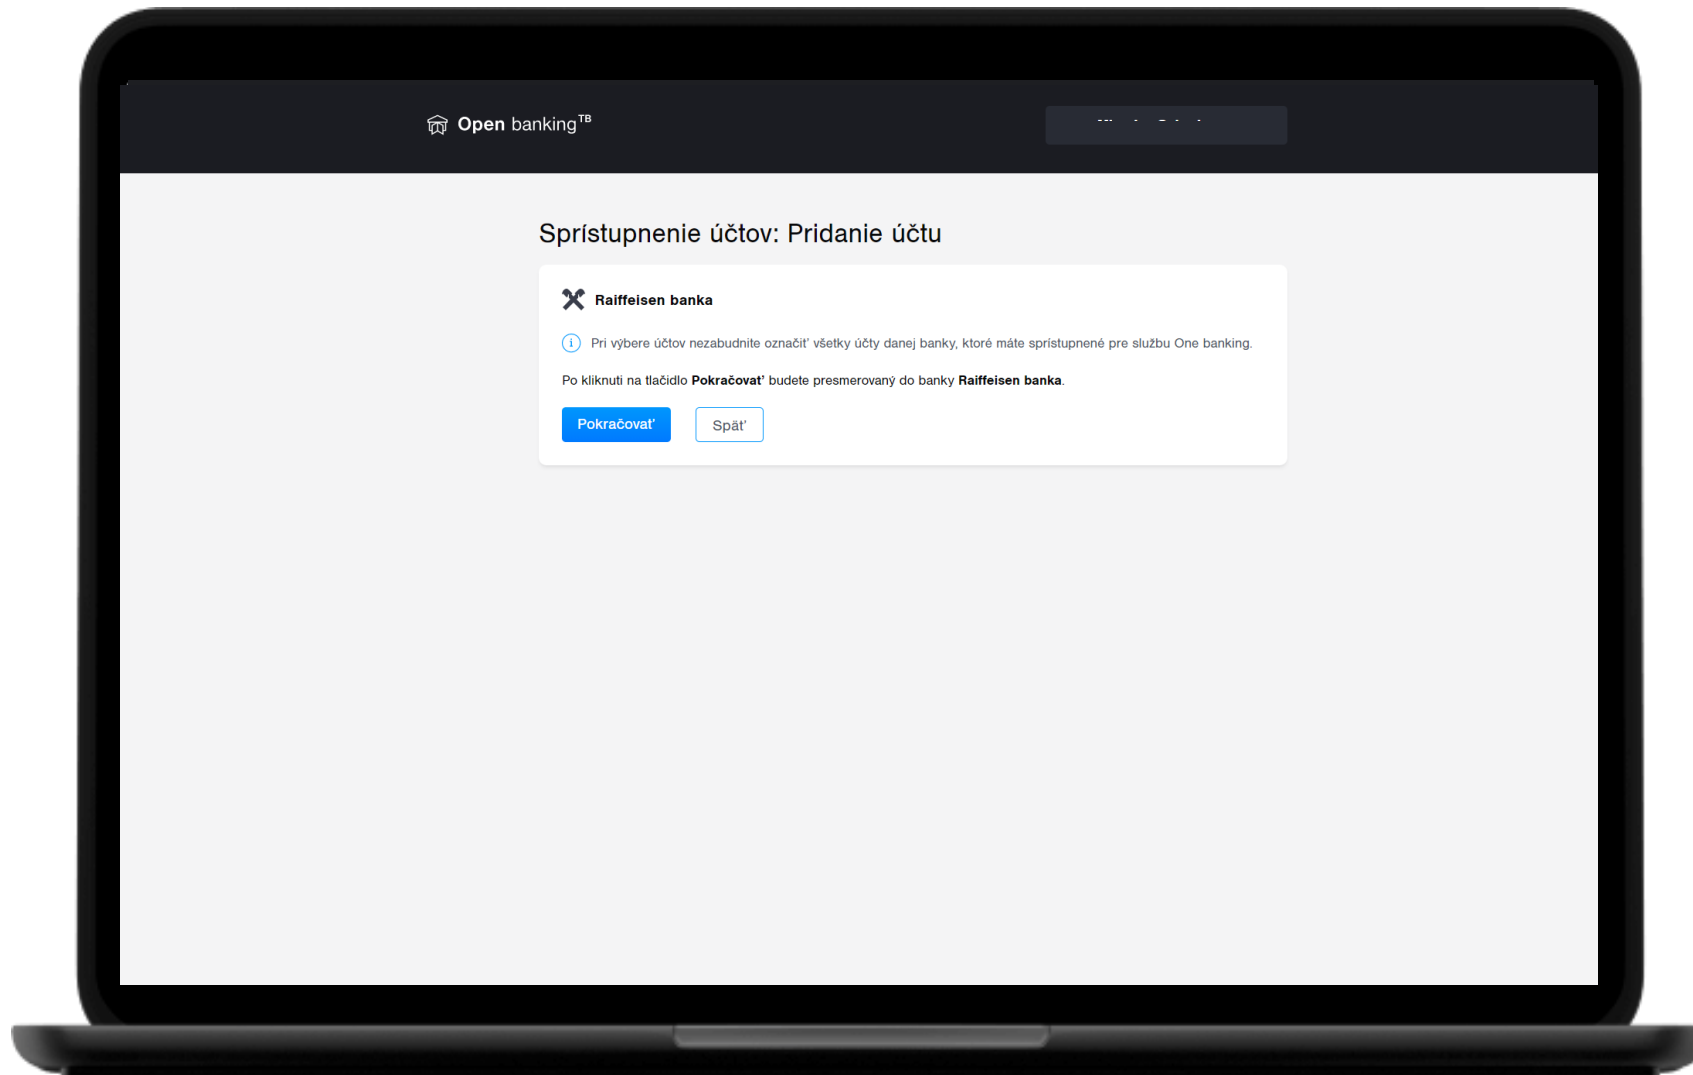 Open banking TB
Sprístupnenie účtov: Pridanie účtu
Raiffeisen banka
Pri výbere účtov nezabudnite označiť všetky účty danej banky, ktoré máte sprístupnené pre službu One banking.
Po kliknuti na tlačidlo Pokračovať budete presmerovaný do banky Raiffeisen banka.
Pokračovať
Späť